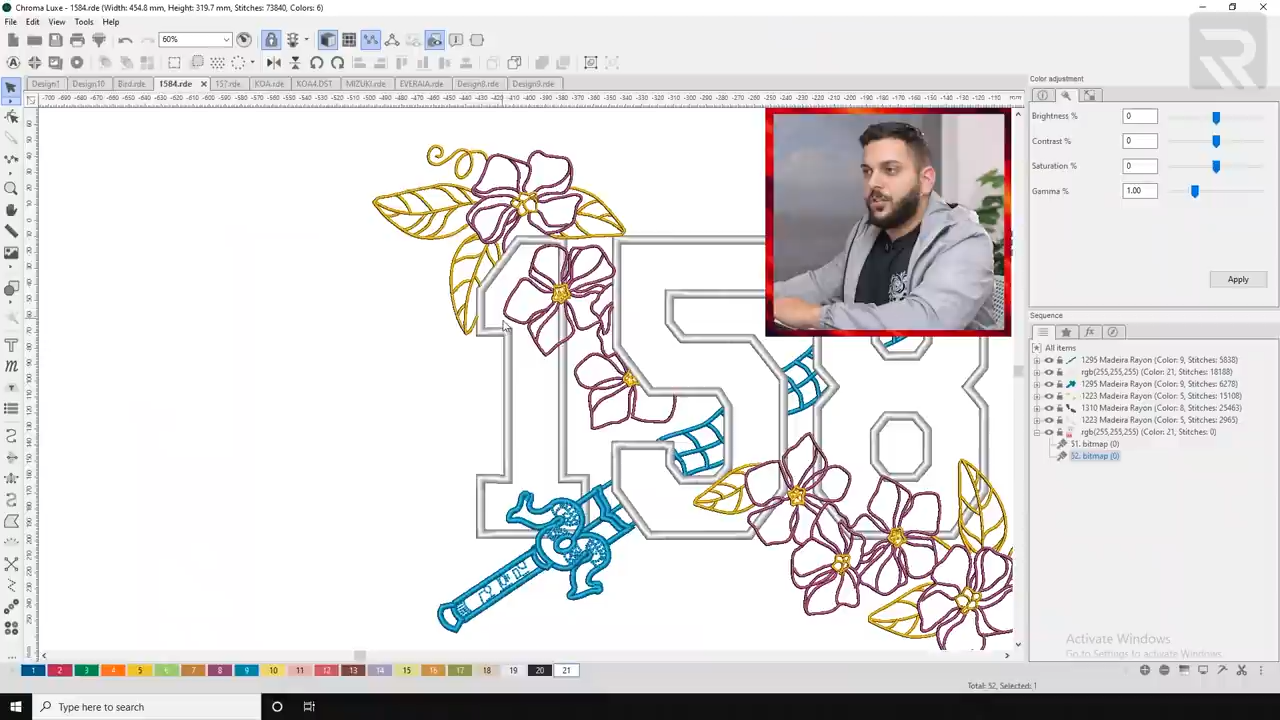 Chroma Luxe - 1584.rde (Width: 454.8 mm, Height: 319.7 mm, Stitches: 73840, Colors: 6)
File Edit View Tools Help
60%
Design1 Design10 Bird.rde 1584.rde KOA.rde KOA4.DST MIZUKI.rde EVERAIA.rde Design8.rde Design9.rde
Color adjustment
Brightness % 0
Contrast % 0
Saturation % 0
Gamma % 1.00
Apply
Sequence
All items
1295 Madeira Rayon (Color: 9, Stitches: 5838)
rgb(255,255,255) (Color: 21, Stitches: 18188)
1295 Madeira Rayon (Color: 9, Stitches: 6278)
1223 Madeira Rayon (Color: 5, Stitches: 15108)
1310 Madeira Rayon (Color: 8, Stitches: 25463)
1223 Madeira Rayon (Color: 5, Stitches: 2965)
rgb(255,255,255) (Color: 21, Stitches: 0)
51. bitmap (0)
52. bitmap (0)
158
Activate Windows
Go to Settings to activate Windows.
1 2 3 4 5 6 7 8 9 10 11 12 13 14 15 16 17 18 19 20 21
Total: 52, Selected: 1
Type here to search